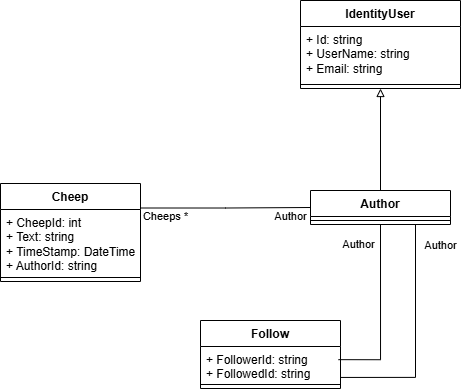 IdentityUser
+ Id: string
+ UserName: string
+ Email: string
Cheep
+ CheepId: int
+ Text: string
+ TimeStamp: DateTime
+ AuthorId: string
Cheeps *
Author
Author
Author
Author
Follow
+ FollowerId: string
+ FollowedId: string